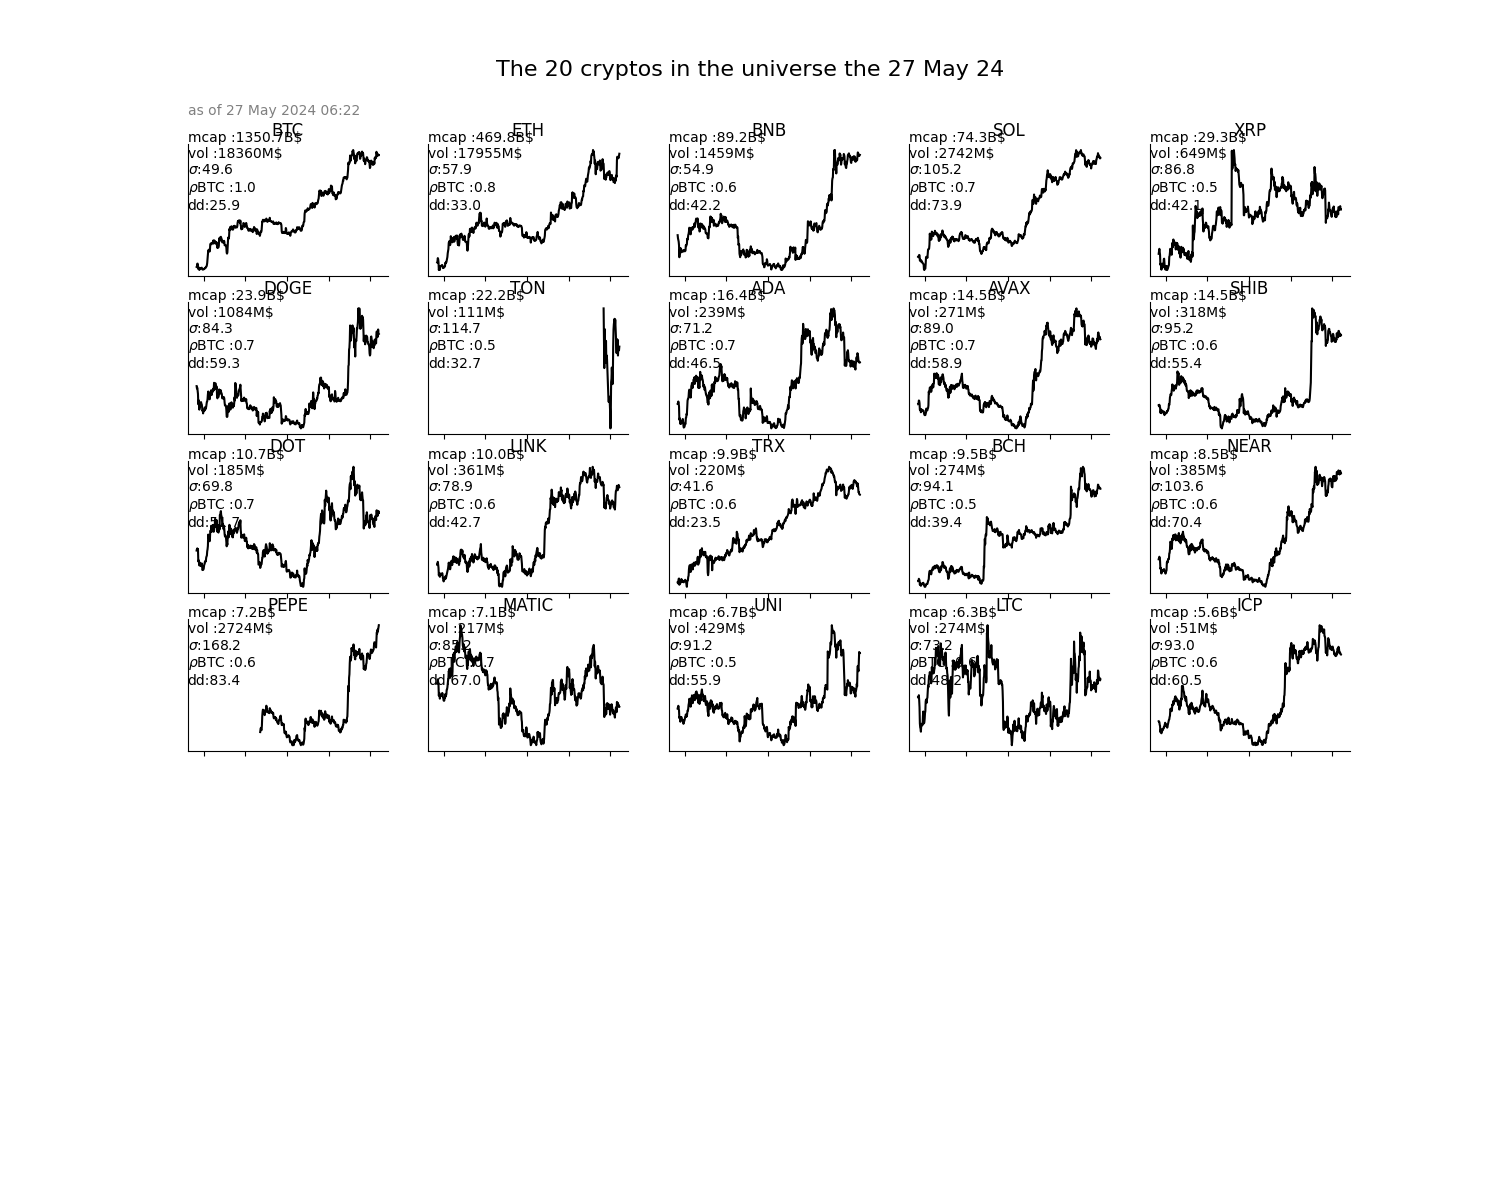 The 20 cryptos in the universe the 27 May 24
as of 27 May 2024 06:22
BTC
mcap :1350.7B$
vol :18360M$
σ:49.6
ρBTC :1.0
dd:25.9
ETH
mcap :469.8B$
vol :17955M$
σ:57.9
ρBTC :0.8
dd:33.0
BNB
mcap :89.2B$
vol :1459M$
σ:54.9
ρBTC :0.6
dd:42.2
SOL
mcap :74.3B$
vol :2742M$
σ:105.2
ρBTC :0.7
dd:73.9
XRP
mcap :29.3B$
vol :649M$
σ:86.8
ρBTC :0.5
dd:42.1
DOGE
mcap :23.9B$
vol :1084M$
σ:84.3
ρBTC :0.7
dd:59.3
TON
mcap :22.2B$
vol :111M$
σ:114.7
ρBTC :0.5
dd:32.7
ADA
mcap :16.4B$
vol :239M$
σ:71.2
ρBTC :0.7
dd:46.5
AVAX
mcap :14.5B$
vol :271M$
σ:89.0
ρBTC :0.7
dd:58.9
SHIB
mcap :14.5B$
vol :318M$
σ:95.2
ρBTC :0.6
dd:55.4
DOT
mcap :10.7B$
vol :185M$
σ:69.8
ρBTC :0.7
LINK
mcap :10.0B$
vol :361M$
σ:78.9
ρBTC :0.6
dd:42.7
TRX
mcap :9.9B$
vol :220M$
σ:41.6
ρBTC :0.6
dd:23.5
BCH
mcap :9.5B$
vol :274M$
σ:94.1
ρBTC :0.5
dd:39.4
NEAR
mcap :8.5B$
vol :385M$
σ:103.6
ρBTC :0.6
dd:70.4
PEPE
mcap :7.2B$
vol :2724M$
σ:168.2
ρBTC :0.6
dd:83.4
MATIC
mcap :7.1B$
vol :217M$
σ:85.2
ρBTC :0.7
dd:67.0
UNI
mcap :6.7B$
vol :429M$
σ:91.2
ρBTC :0.5
dd:55.9
LTC
mcap :6.3B$
vol :274M$
σ:73.2
ρBTC :0.6
dd:48.2
ICP
mcap :5.6B$
vol :51M$
σ:93.0
ρBTC :0.6
dd:60.5